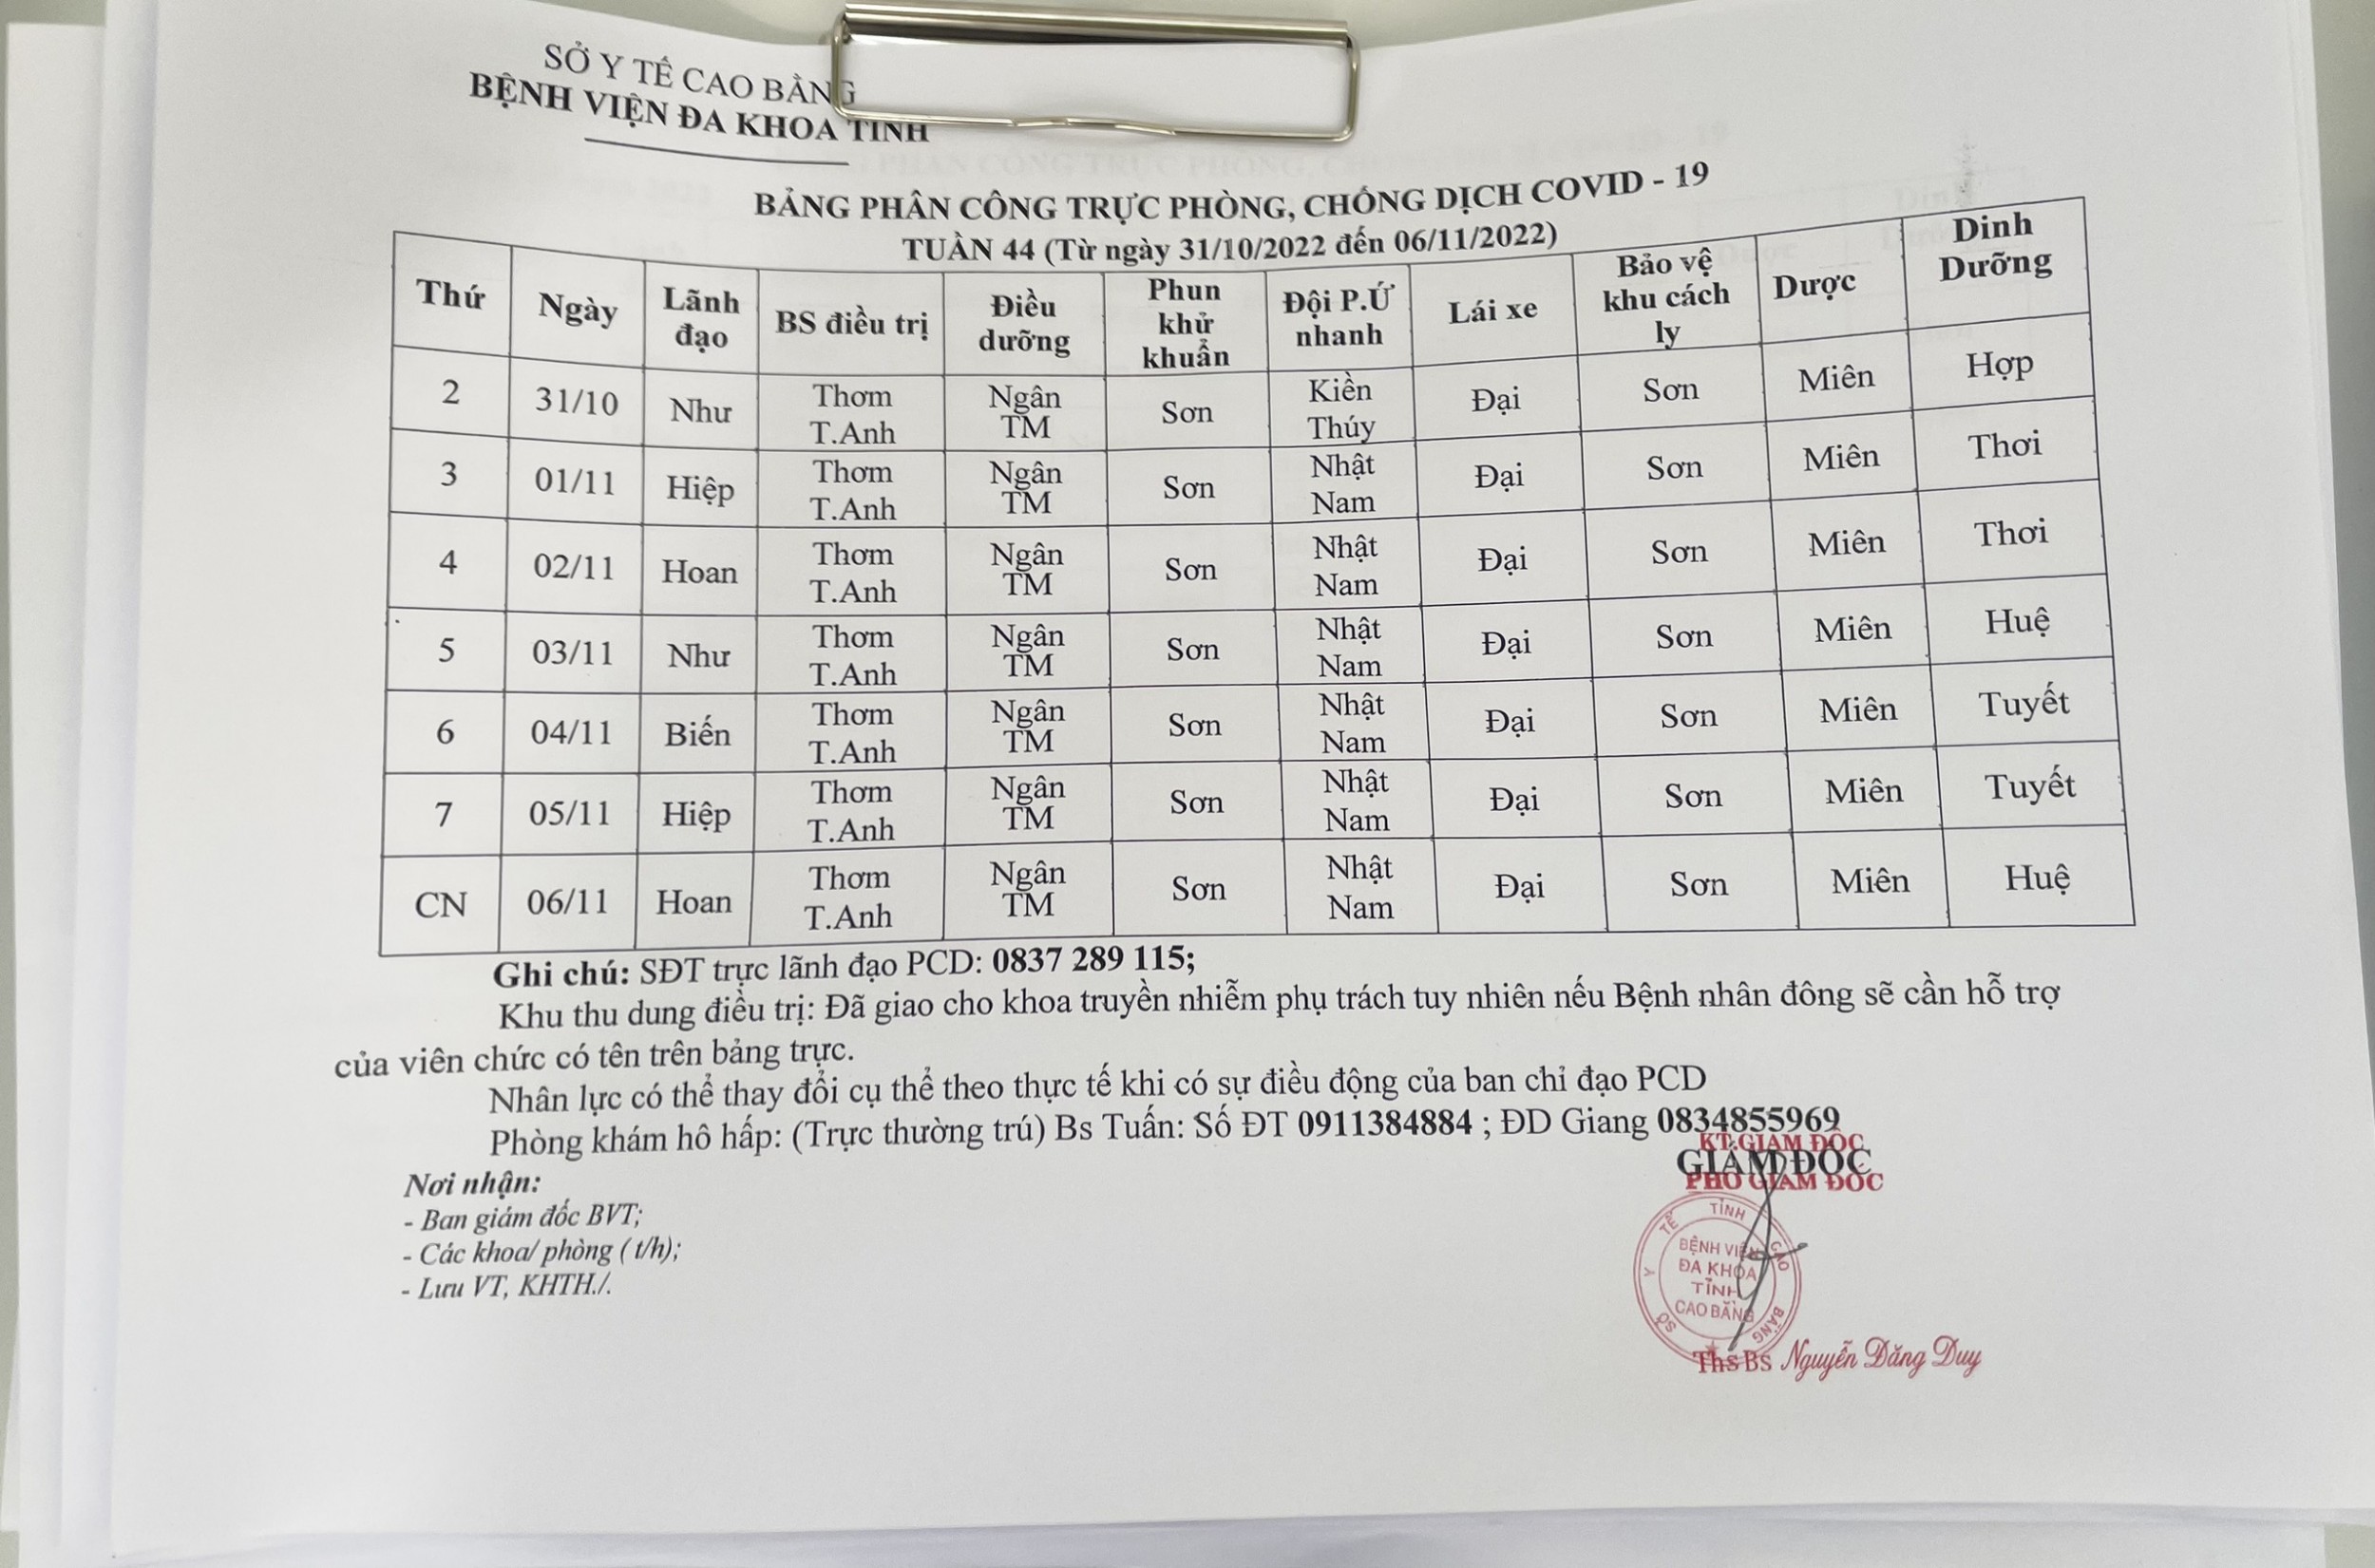 SỞ Y TẾ CAO BẰNG
BỆNH VIỆN ĐA KHOA TỈNH
BẢNG PHÂN CÔNG TRỰC PHÒNG, CHỐNG DỊCH COVID - 19
TUẦN 44 (Từ ngày 31/10/2022 đến 06/11/2022)
Thứ Ngày Lãnh đạo BS điều trị Điều dưỡng Phun khử khuẩn Đội P.Ứ nhanh Lái xe Bảo vệ khu cách ly Dược Dinh Dưỡng
2 31/10 Như Thơm T.Anh Ngân TM Sơn Kiền Thúy Đại Sơn Miên Hợp
3 01/11 Hiệp Thơm T.Anh Ngân TM Sơn Nhật Nam Đại Sơn Miên Thơi
4 02/11 Hoan Thơm T.Anh Ngân TM Sơn Nhật Nam Đại Sơn Miên Thơi
5 03/11 Như Thơm T.Anh Ngân TM Sơn Nhật Nam Đại Sơn Miên Huệ
6 04/11 Biến Thơm T.Anh Ngân TM Sơn Nhật Nam Đại Sơn Miên Tuyết
7 05/11 Hiệp Thơm T.Anh Ngân TM Sơn Nhật Nam Đại Sơn Miên Tuyết
CN 06/11 Hoan Thơm T.Anh Ngân TM Sơn Nhật Nam Đại Sơn Miên Huệ
Ghi chú: SĐT trực lãnh đạo PCD: 0837 289 115;
Khu thu dung điều trị: Đã giao cho khoa truyền nhiễm phụ trách tuy nhiên nếu Bệnh nhân đông sẽ cần hỗ trợ
của viên chức có tên trên bảng trực.
Nhân lực có thể thay đổi cụ thể theo thực tế khi có sự điều động của ban chỉ đạo PCD
Phòng khám hô hấp: (Trực thường trú) Bs Tuấn: Số ĐT 0911384884 ; ĐD Giang 0834855969
KT.GIÁM ĐỐC
GIÁM ĐỐC
PHÓ GIÁM ĐỐC
Nơi nhận:
- Ban giám đốc BVT;
- Các khoa/ phòng ( t/h);
- Lưu VT, KHTH./.
SỞ Y TẾ TỈNH CAO BẰNG
BỆNH VIỆN
ĐA KHOA
TỈNH
CAO BẰNG
Ths Bs Nguyễn Đăng Duy